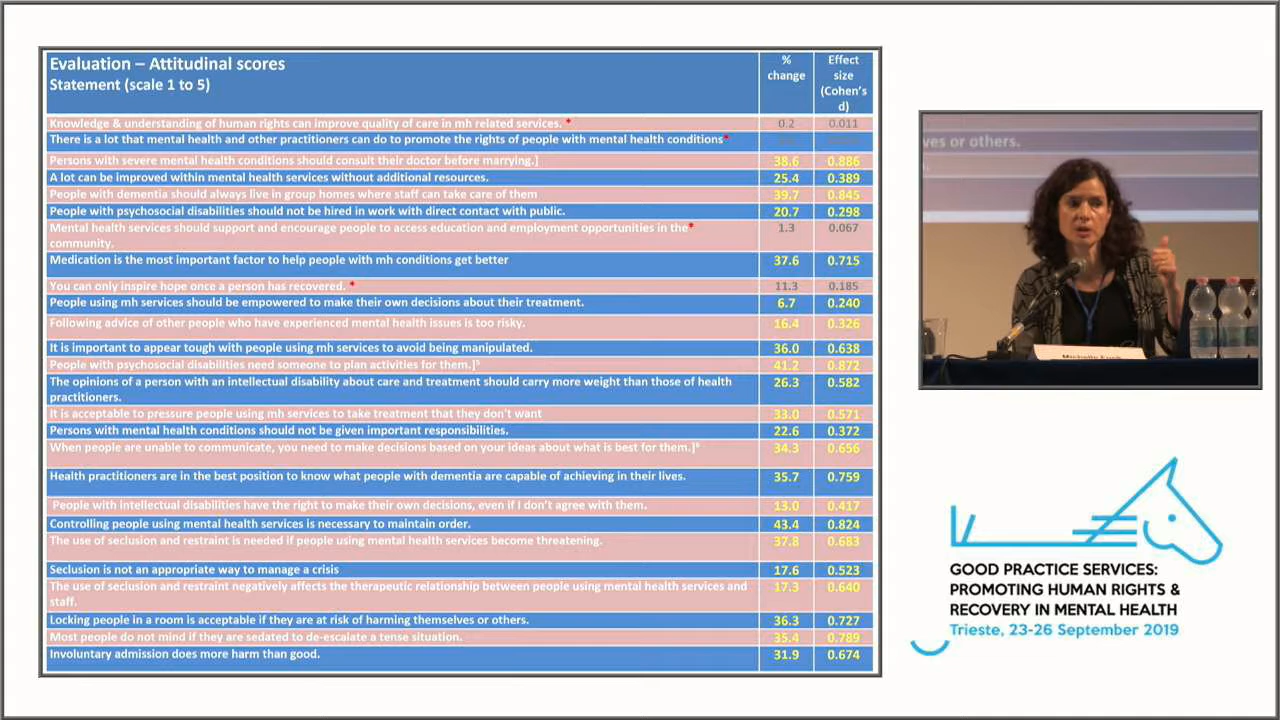 Evaluation – Attitudinal scores
Statement (scale 1 to 5)
% change
Effect size (Cohen's d)
Knowledge & understanding of human rights can improve quality of care in mh related services. * 0.2 0.011
There is a lot that mental health and other practitioners can do to promote the rights of people with mental health conditions*
Persons with severe mental health conditions should consult their doctor before marrying.] 38.6 0.886
A lot can be improved within mental health services without additional resources. 25.4 0.389
People with dementia should always live in group homes where staff can take care of them 39.7 0.845
People with psychosocial disabilities should not be hired in work with direct contact with public. 20.7 0.298
Mental health services should support and encourage people to access education and employment opportunities in the* 1.3 0.067
community.
Medication is the most important factor to help people with mh conditions get better 37.6 0.715
You can only inspire hope once a person has recovered. * 11.3 0.185
People using mh services should be empowered to make their own decisions about their treatment. 6.7 0.240
Following advice of other people who have experienced mental health issues is too risky. 16.4 0.326
It is important to appear tough with people using mh services to avoid being manipulated. 36.0 0.638
People with psychosocial disabilities need someone to plan activities for them.]ᵇ 41.2 0.872
The opinions of a person with an intellectual disability about care and treatment should carry more weight than those of health 26.3 0.582
practitioners.
It is acceptable to pressure people using mh services to take treatment that they don't want 33.0 0.571
Persons with mental health conditions should not be given important responsibilities. 22.6 0.372
When people are unable to communicate, you need to make decisions based on your ideas about what is best for them.]ᵇ 34.3 0.656
Health practitioners are in the best position to know what people with dementia are capable of achieving in their lives. 35.7 0.759
People with intellectual disabilities have the right to make their own decisions, even if I don't agree with them. 13.0 0.417
Controlling people using mental health services is necessary to maintain order. 43.4 0.824
The use of seclusion and restraint is needed if people using mental health services become threatening. 37.8 0.683
Seclusion is not an appropriate way to manage a crisis 17.6 0.523
The use of seclusion and restraint negatively affects the therapeutic relationship between people using mental health services and 17.3 0.640
staff.
Locking people in a room is acceptable if they are at risk of harming themselves or others. 36.3 0.727
Most people do not mind if they are sedated to de-escalate a tense situation. 35.4 0.789
Involuntary admission does more harm than good. 31.9 0.674
ves or others.
GOOD PRACTICE SERVICES:
PROMOTING HUMAN RIGHTS &
RECOVERY IN MENTAL HEALTH
Trieste, 23-26 September 2019